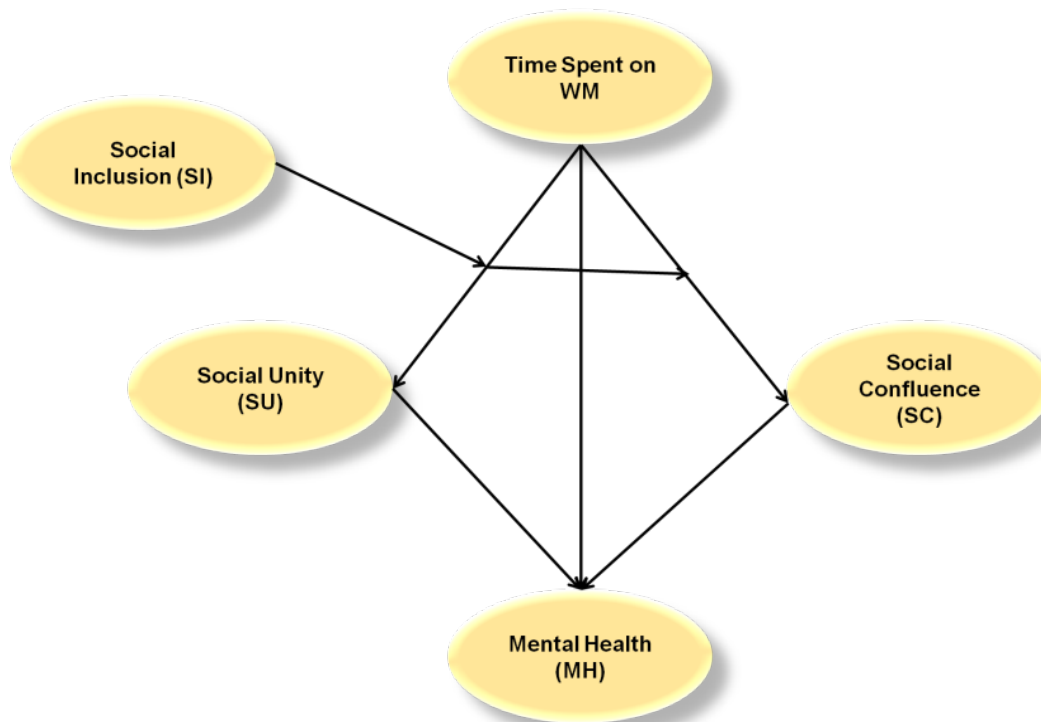 Time Spent on
WM
Social
Inclusion (SI)
Social Unity
(SU)
Social
Confluence
(SC)
Mental Health
(MH)